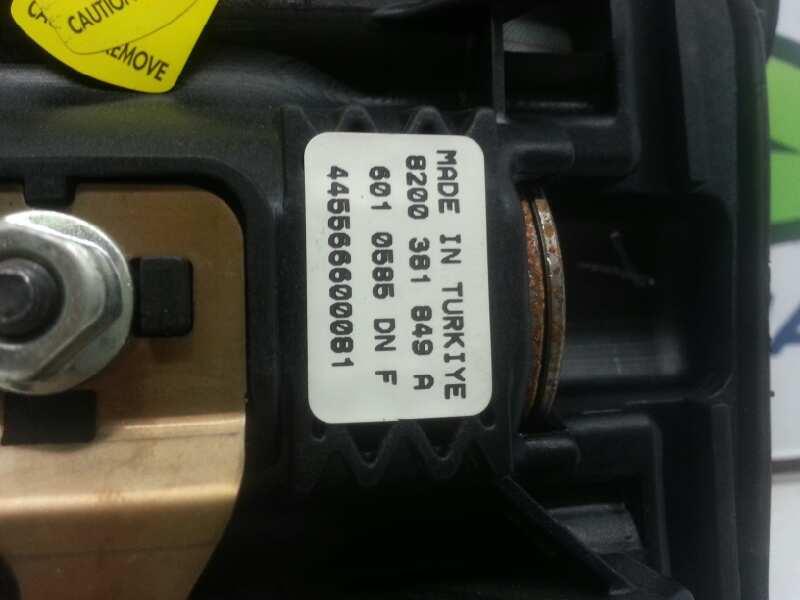 CAUTION
REMOVE
MADE IN TURKIYE
8200 381 849 A
601 0585 DN F
445566600081